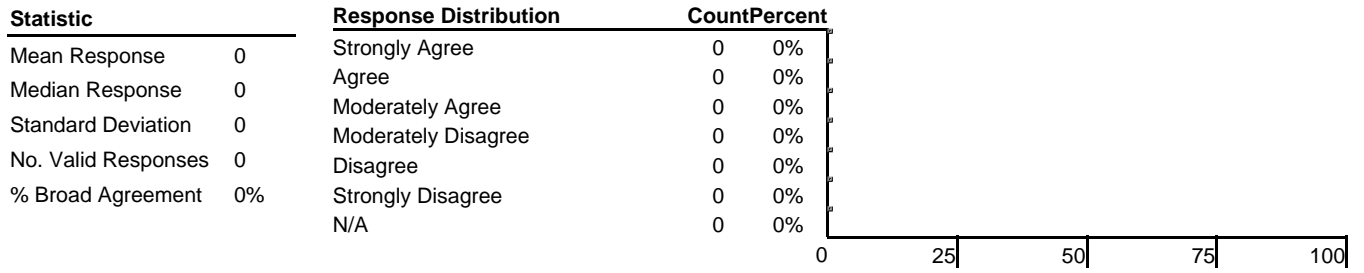 Statistic
Mean Response 0
Median Response 0
Standard Deviation 0
No. Valid Responses 0
% Broad Agreement 0%
Response Distribution Count Percent
Strongly Agree 0 0%
Agree 0 0%
Moderately Agree 0 0%
Moderately Disagree 0 0%
Disagree 0 0%
Strongly Disagree 0 0%
N/A 0 0%
0 25 50 75 100